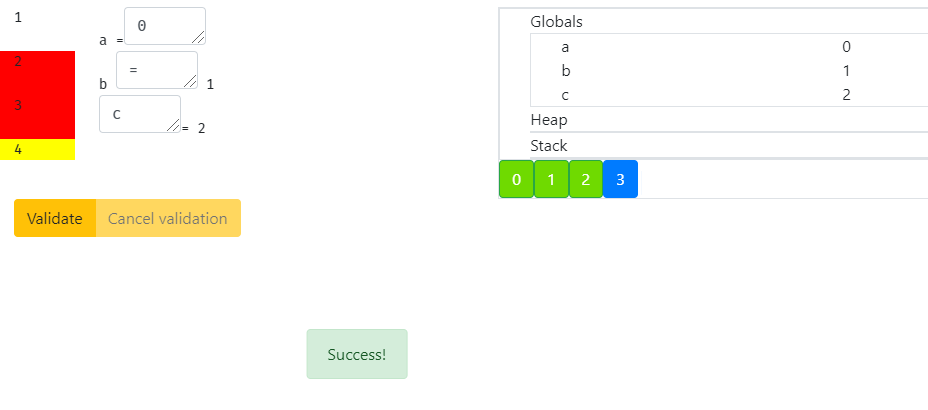 1 a = 0
2 b = 1
3 c = 2
4
Validate Cancel validation
Success!
Globals
a 0
b 1
c 2
Heap
Stack
0 1 2 3